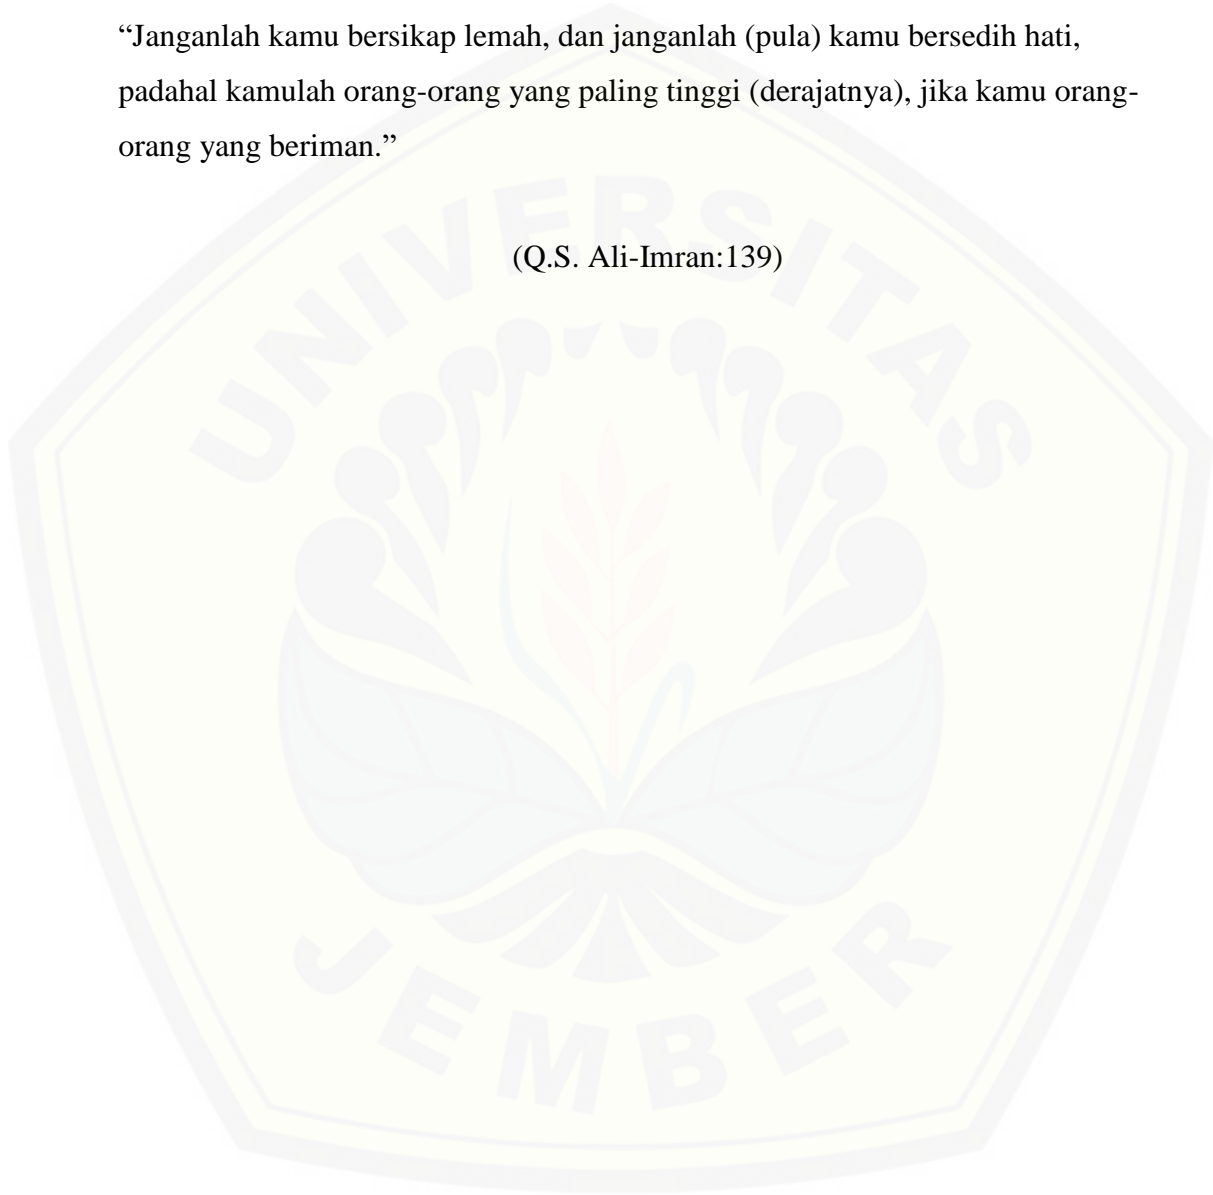 “Janganlah kamu bersikap lemah, dan janganlah (pula) kamu bersedih hati,
padahal kamulah orang-orang yang paling tinggi (derajatnya), jika kamu orang-
orang yang beriman.”
(Q.S. Ali-Imran:139)
UNIVERSITAS
JEMBER